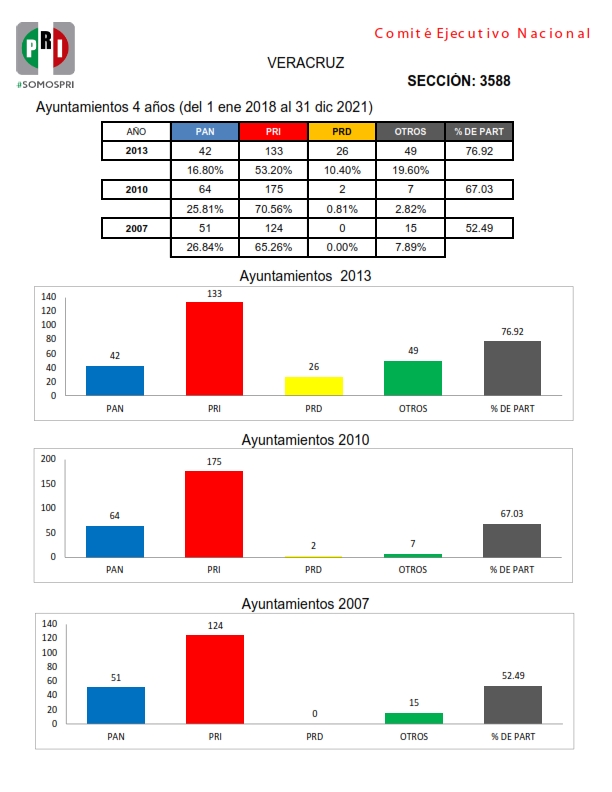 Comité Ejecutivo Nacional
PRI
#SOMOSPRI
VERACRUZ
SECCIÓN: 3588
Ayuntamientos 4 años (del 1 ene 2018 al 31 dic 2021)
AÑO PAN PRI PRD OTROS % DE PART
2013 42 133 26 49 76.92
16.80% 53.20% 10.40% 19.60%
2010 64 175 2 7 67.03
25.81% 70.56% 0.81% 2.82%
2007 51 124 0 15 52.49
26.84% 65.26% 0.00% 7.89%
Ayuntamientos 2013
140
120
100
80
60
40
20
0
42 133 26 49 76.92
PAN PRI PRD OTROS % DE PART
Ayuntamientos 2010
200
150
100
50
0
64 175 2 7 67.03
PAN PRI PRD OTROS % DE PART
Ayuntamientos 2007
140
120
100
80
60
40
20
0
51 124 0 15 52.49
PAN PRI PRD OTROS % DE PART